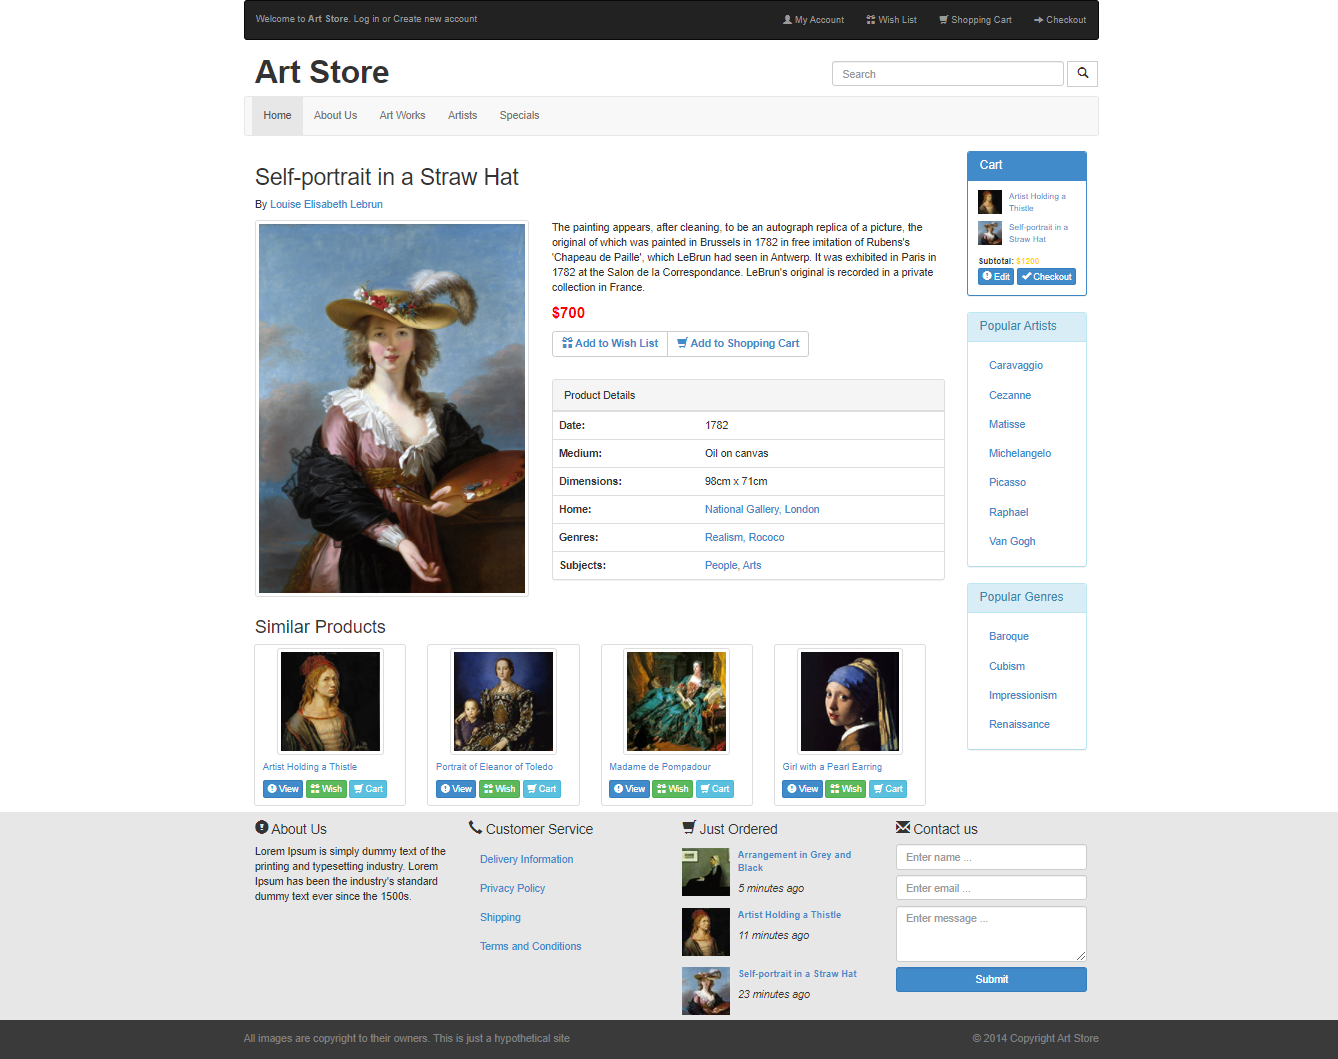 Welcome to Art Store. Log in or Create new account
My Account Wish List Shopping Cart Checkout
Art Store
Search
Home About Us Art Works Artists Specials
Self-portrait in a Straw Hat
By Louise Elisabeth Lebrun
The painting appears, after cleaning, to be an autograph replica of a picture, the
original of which was painted in Brussels in 1782 in free imitation of Rubens's
'Chapeau de Paille', which LeBrun had seen in Antwerp. It was exhibited in Paris in
1782 at the Salon de la Correspondance. LeBrun's original is recorded in a private
collection in France.
$700
Add to Wish List Add to Shopping Cart
Product Details
Date: 1782
Medium: Oil on canvas
Dimensions: 98cm x 71cm
Home: National Gallery, London
Genres: Realism, Rococo
Subjects: People, Arts
Cart
Artist Holding a
Thistle
Self-portrait in a
Straw Hat
Subtotal: $1200
Edit Checkout
Popular Artists
Caravaggio
Cezanne
Matisse
Michelangelo
Picasso
Raphael
Van Gogh
Popular Genres
Baroque
Cubism
Impressionism
Renaissance
Similar Products
Artist Holding a Thistle
View Wish Cart
Portrait of Eleanor of Toledo
View Wish Cart
Madame de Pompadour
View Wish Cart
Girl with a Pearl Earring
View Wish Cart
About Us
Lorem Ipsum is simply dummy text of the
printing and typesetting industry. Lorem
Ipsum has been the industry's standard
dummy text ever since the 1500s.
Customer Service
Delivery Information
Privacy Policy
Shipping
Terms and Conditions
Just Ordered
Arrangement in Grey and
Black
5 minutes ago
Artist Holding a Thistle
11 minutes ago
Self-portrait in a Straw Hat
23 minutes ago
Contact us
Enter name ...
Enter email ...
Enter message ...
Submit
All images are copyright to their owners. This is just a hypothetical site
© 2014 Copyright Art Store